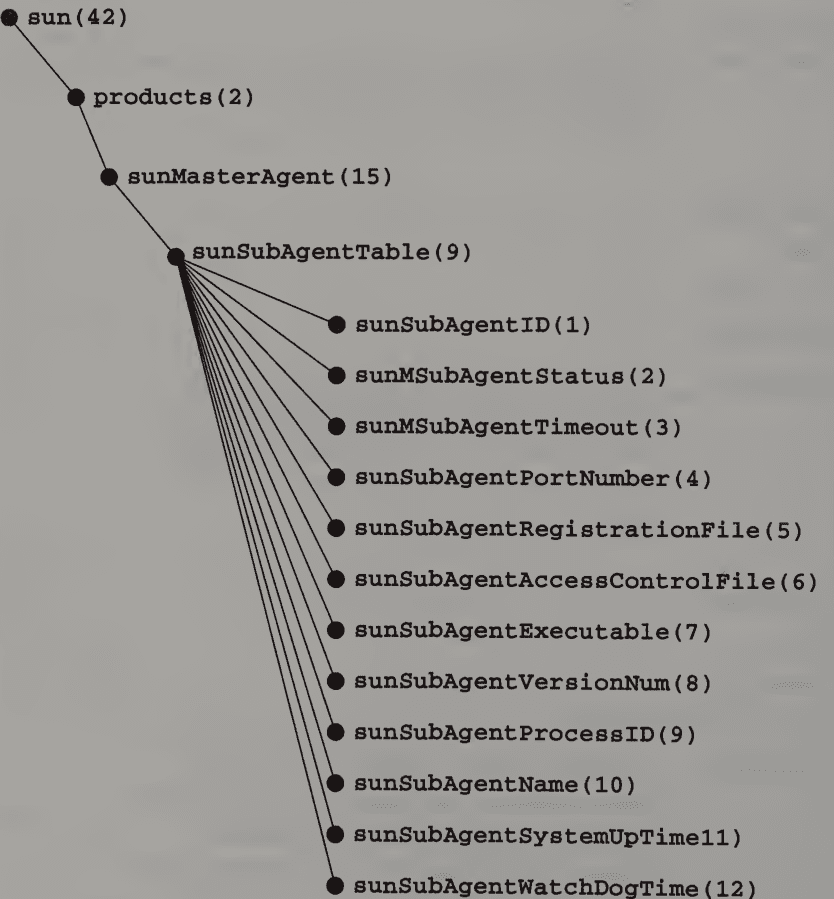 sun(42)
products(2)
sunMasterAgent(15)
sunSubAgentTable(9)
sunSubAgentID(1)
sunMSubAgentStatus(2)
sunMSubAgentTimeout(3)
sunSubAgentPortNumber(4)
sunSubAgentRegistrationFile(5)
sunSubAgentAccessControlFile(6)
sunSubAgentExecutable(7)
sunSubAgentVersionNum(8)
sunSubAgentProcessID(9)
sunSubAgentName(10)
sunSubAgentSystemUpTime11)
sunSubAgentWatchDogTime(12)